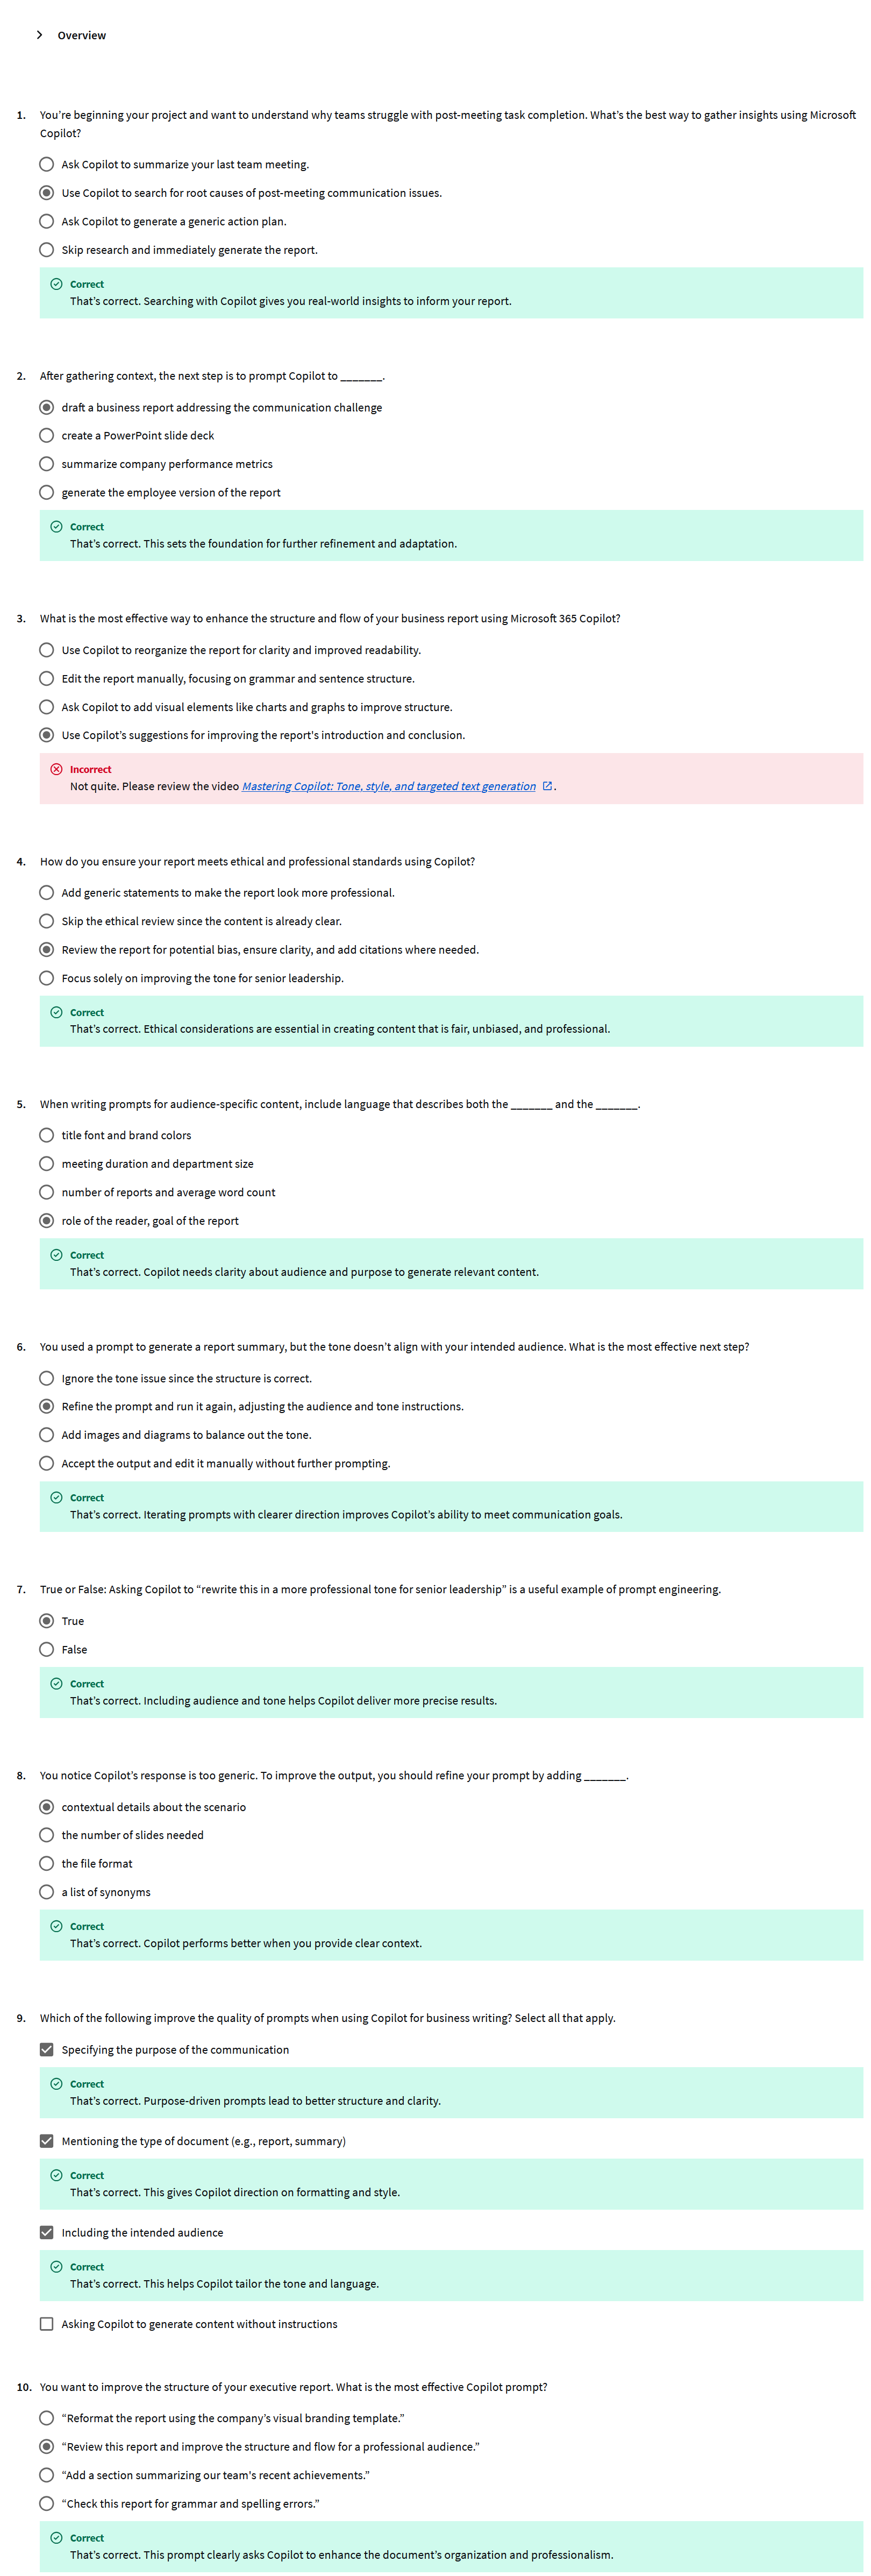 Overview
1. You're beginning your project and want to understand why teams struggle with post-meeting task completion. What's the best way to gather insights using Microsoft
Copilot?
Ask Copilot to summarize your last team meeting.
Use Copilot to search for root causes of post-meeting communication issues.
Ask Copilot to generate a generic action plan.
Skip research and immediately generate the report.
Correct
That's correct. Searching with Copilot gives you real-world insights to inform your report.
2. After gathering context, the next step is to prompt Copilot to _______.
draft a business report addressing the communication challenge
create a PowerPoint slide deck
summarize company performance metrics
generate the employee version of the report
Correct
That's correct. This sets the foundation for further refinement and adaptation.
3. What is the most effective way to enhance the structure and flow of your business report using Microsoft 365 Copilot?
Use Copilot to reorganize the report for clarity and improved readability.
Edit the report manually, focusing on grammar and sentence structure.
Ask Copilot to add visual elements like charts and graphs to improve structure.
Use Copilot's suggestions for improving the report's introduction and conclusion.
Incorrect
Not quite. Please review the video Mastering Copilot: Tone, style, and targeted text generation .
4. How do you ensure your report meets ethical and professional standards using Copilot?
Add generic statements to make the report look more professional.
Skip the ethical review since the content is already clear.
Review the report for potential bias, ensure clarity, and add citations where needed.
Focus solely on improving the tone for senior leadership.
Correct
That's correct. Ethical considerations are essential in creating content that is fair, unbiased, and professional.
5. When writing prompts for audience-specific content, include language that describes both the _______ and the _______.
title font and brand colors
meeting duration and department size
number of reports and average word count
role of the reader, goal of the report
Correct
That's correct. Copilot needs clarity about audience and purpose to generate relevant content.
6. You used a prompt to generate a report summary, but the tone doesn't align with your intended audience. What is the most effective next step?
Ignore the tone issue since the structure is correct.
Refine the prompt and run it again, adjusting the audience and tone instructions.
Add images and diagrams to balance out the tone.
Accept the output and edit it manually without further prompting.
Correct
That's correct. Iterating prompts with clearer direction improves Copilot's ability to meet communication goals.
7. True or False: Asking Copilot to “rewrite this in a more professional tone for senior leadership” is a useful example of prompt engineering.
True
False
Correct
That's correct. Including audience and tone helps Copilot deliver more precise results.
8. You notice Copilot's response is too generic. To improve the output, you should refine your prompt by adding _______.
contextual details about the scenario
the number of slides needed
the file format
a list of synonyms
Correct
That's correct. Copilot performs better when you provide clear context.
9. Which of the following improve the quality of prompts when using Copilot for business writing? Select all that apply.
Specifying the purpose of the communication
Correct
That's correct. Purpose-driven prompts lead to better structure and clarity.
Mentioning the type of document (e.g., report, summary)
Correct
That's correct. This gives Copilot direction on formatting and style.
Including the intended audience
Correct
That's correct. This helps Copilot tailor the tone and language.
Asking Copilot to generate content without instructions
10. You want to improve the structure of your executive report. What is the most effective Copilot prompt?
“Reformat the report using the company's visual branding template.”
“Review this report and improve the structure and flow for a professional audience.”
“Add a section summarizing our team's recent achievements.”
“Check this report for grammar and spelling errors.”
Correct
That's correct. This prompt clearly asks Copilot to enhance the document's organization and professionalism.